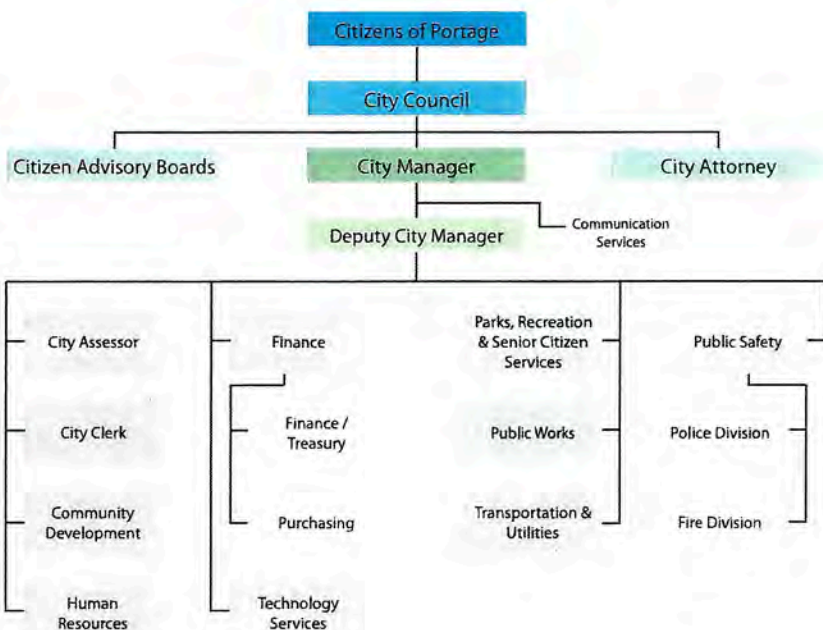 Citizens of Portage
City Council
Citizen Advisory Boards
City Manager
City Attorney
Deputy City Manager
Communication
Services
City Assessor
Finance
Parks, Recreation
& Senior Citizen
Services
Public Safety
City Clerk
Finance /
Treasury
Public Works
Police Division
Community
Development
Purchasing
Transportation &
Utilities
Fire Division
Human
Resources
Technology
Services